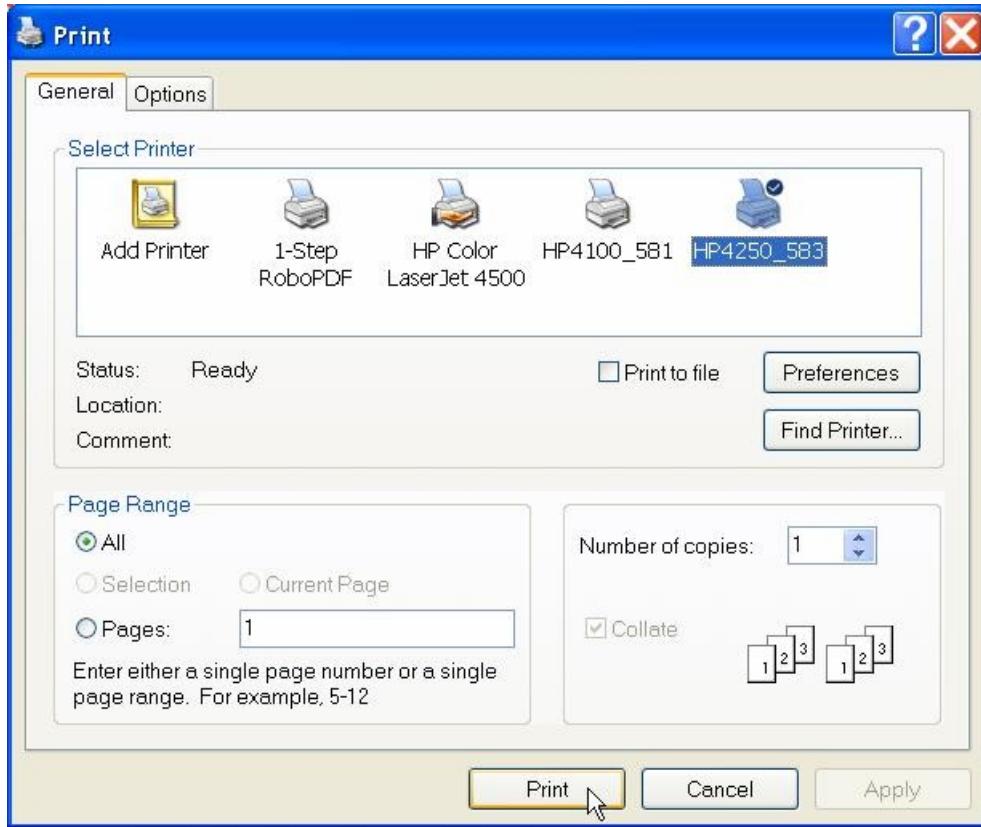 Print
General Options
Select Printer
Add Printer
1-Step
RoboPDF
HP Color
LaserJet 4500
HP4100_581
HP4250_583
Status: Ready
Print to file
Preferences
Location:
Comment:
Find Printer...
Page Range
All
Selection Current Page
Pages: 1
Enter either a single page number or a single
page range. For example, 5-12
Number of copies: 1
Collate
1 2 3 1 2 3
Print Cancel Apply